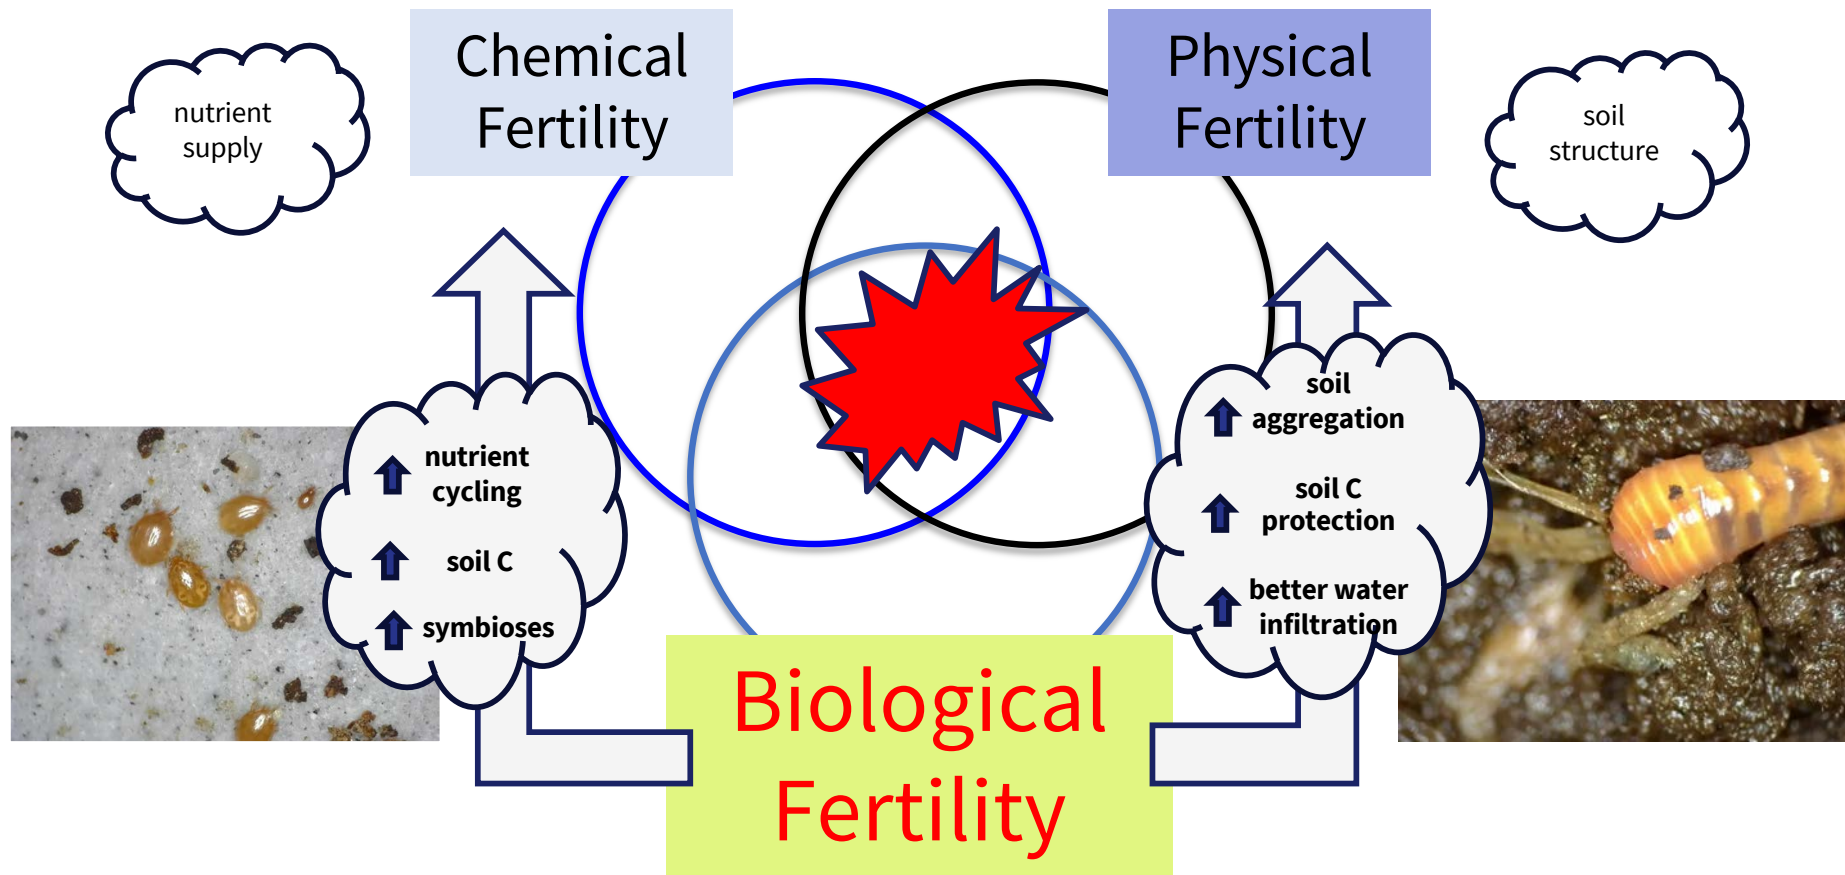 Chemical
Fertility
Physical
Fertility
nutrient
supply
soil
structure
nutrient
cycling
soil C
symbioses
soil
aggregation
soil C
protection
better water
infiltration
Biological
Fertility